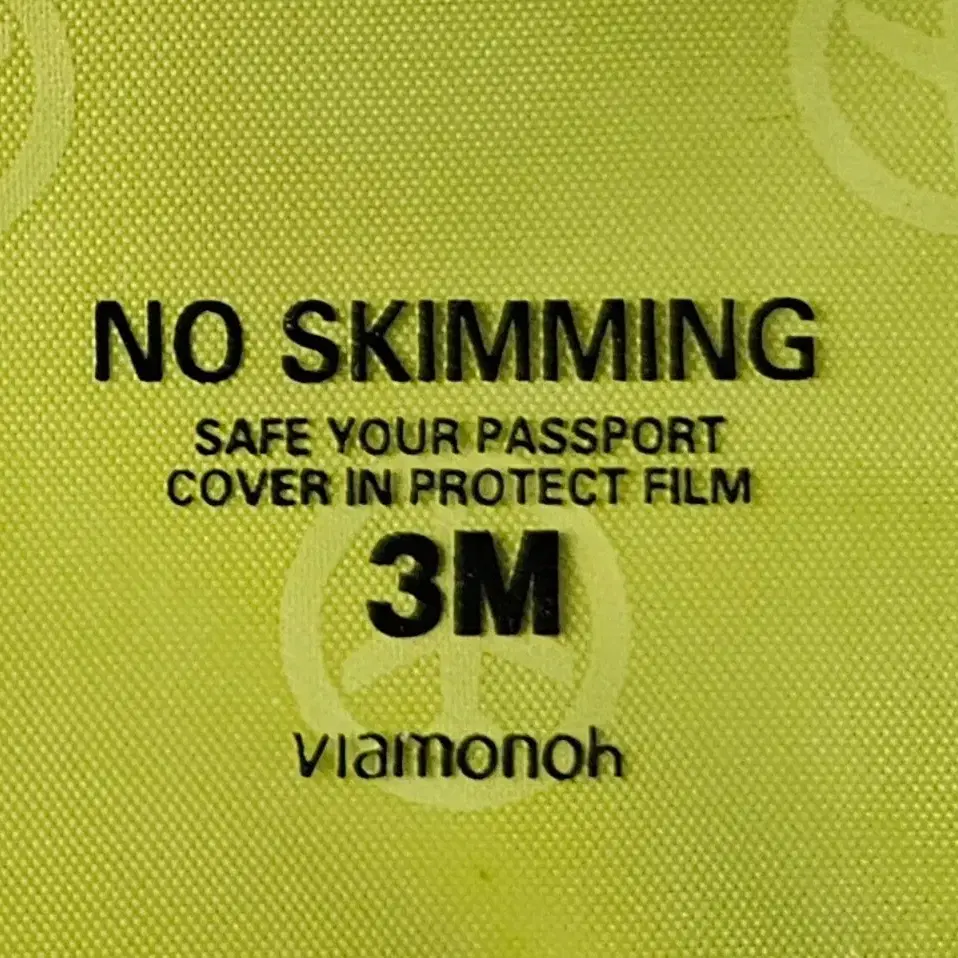 NO SKIMMING
SAFE YOUR PASSPORT
COVER IN PROTECT FILM
3M
viamonoh